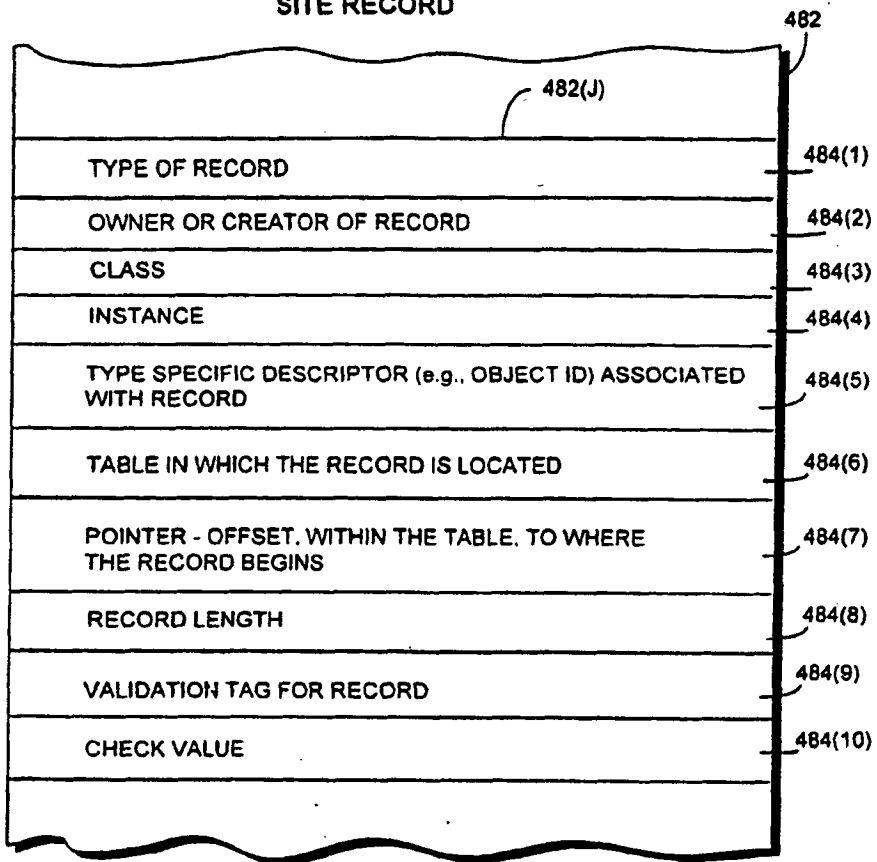 SITE RECORD
482
482(J)
TYPE OF RECORD
484(1)
OWNER OR CREATOR OF RECORD
484(2)
CLASS
484(3)
INSTANCE
484(4)
TYPE SPECIFIC DESCRIPTOR (e.g., OBJECT ID) ASSOCIATED
WITH RECORD
484(5)
TABLE IN WHICH THE RECORD IS LOCATED
484(6)
POINTER - OFFSET, WITHIN THE TABLE, TO WHERE
THE RECORD BEGINS
484(7)
RECORD LENGTH
484(8)
VALIDATION TAG FOR RECORD
484(9)
CHECK VALUE
484(10)